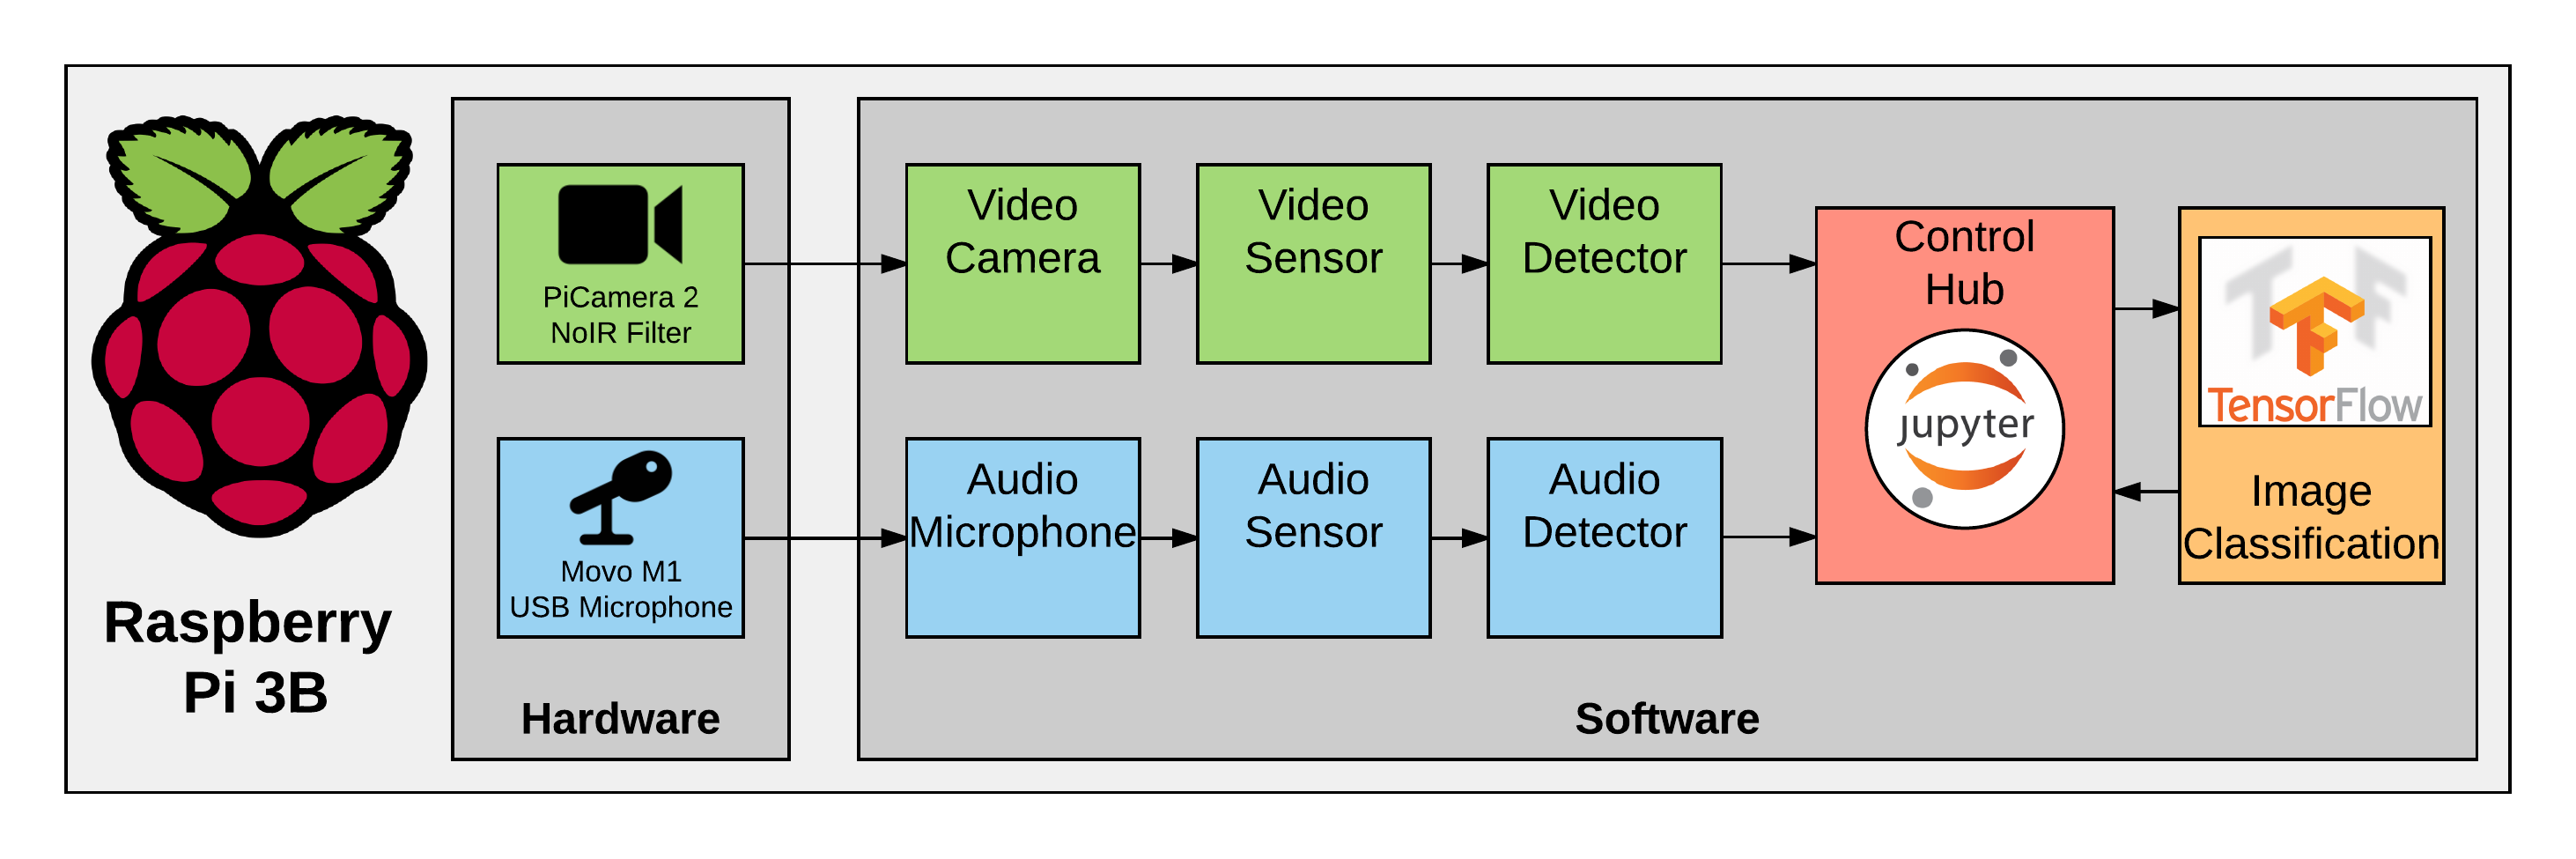 Raspberry
Pi 3B
PiCamera 2
NoIR Filter
Movo M1
USB Microphone
Hardware
Video
Camera
Video
Sensor
Video
Detector
Audio
Microphone
Audio
Sensor
Audio
Detector
Control
Hub
jupyter
TF
TensorFlow
Image
Classification
Software